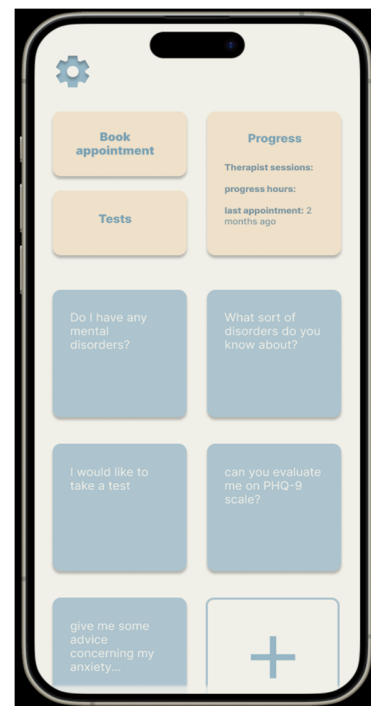 Book
appointment
Tests
Progress
Therapist sessions:
progress hours:
last appointment: 2
months ago
Do I have any
mental
disorders?
What sort of
disorders do you
know about?
I would like to
take a test
can you evaluate
me on PHQ-9
scale?
give me some
advice
concerning my
anxiety...